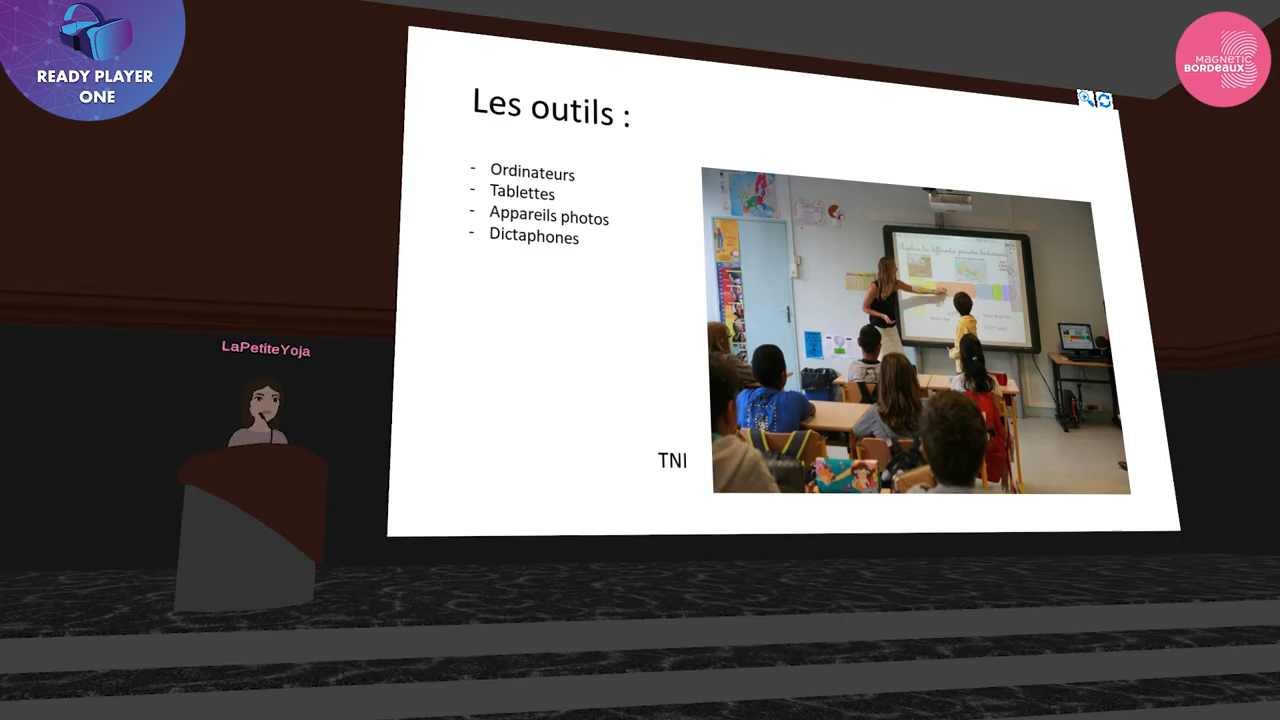 READY PLAYER
ONE
MAGNETIC
BORDEAUX
Les outils :
- Ordinateurs
- Tablettes
- Appareils photos
- Dictaphones
TNI
LaPetiteYoja